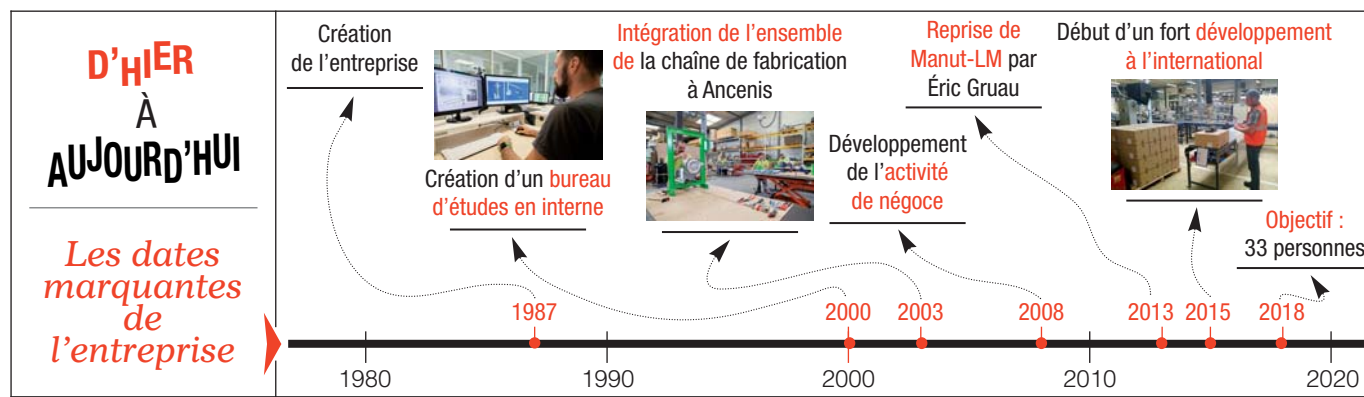 D'HIER
À
AUJOURD'HUI
Les dates
marquantes
de
l'entreprise
Création
de l'entreprise
Création d'un bureau
d'études en interne
Intégration de l'ensemble
de la chaîne de fabrication
à Ancenis
Développement
de l'activité
de négoce
Reprise de
Manut-LM par
Éric Gruau
Début d'un fort développement
à l'international
Objectif :
33 personnes
1987
2000
2003
2008
2013
2015
2018
1980
1990
2000
2010
2020